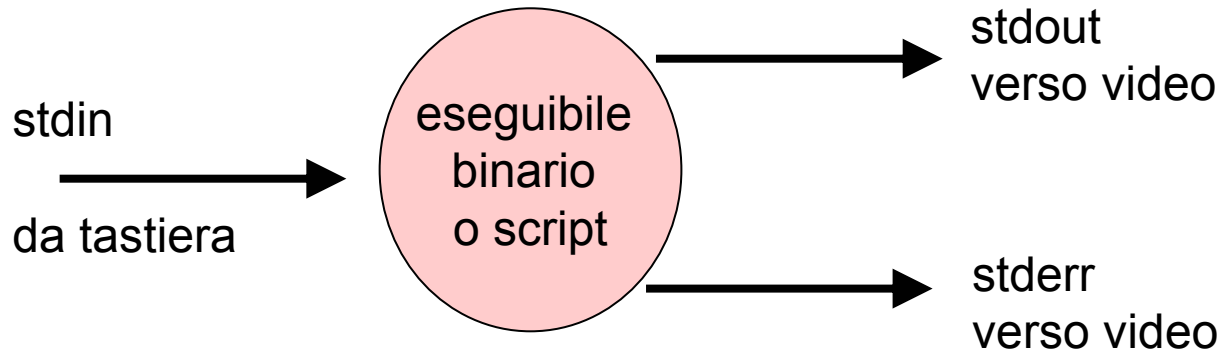 stdin
da tastiera
eseguibile
binario
o script
stdout
verso video
stderr
verso video